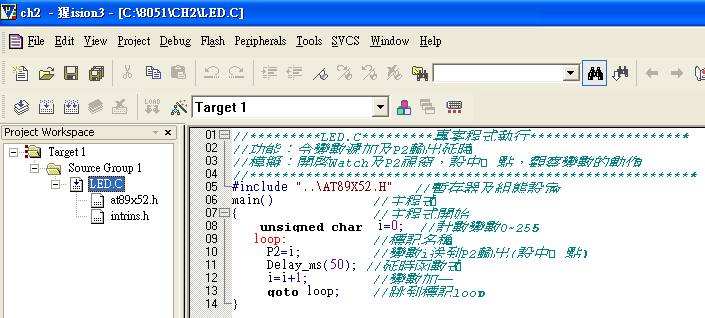 ch2 - 猩ision3 - [C:\8051\CH2\LED.C]
File Edit View Project Debug Flash Peripherals Tools SVCS Window Help
LOAD
Target 1
Project Workspace
Target 1
Source Group 1
LED.C
at89x52.h
intrins.h
01 //*********LED.C*********專案程式執行********************
02 //功能：令變數遞加及P2輸出延時
03 //模擬：開啟Watch及P2視窗，設中 點，觀察變數的動作
04 //****************************************************
05 #include "..\AT89X52.H" //暫存器及組態設定
06 main() //主程式
07 { //主程式開始
08 unsigned char i=0; //計數變數0~255
09 loop: //標記名稱
10 P2=i; //變數i送到P2輸出(設中 點)
11 Delay_ms(50); //延時函數式
12 i=i+1; //變數加一
13 goto loop; //跳到標記loop
14 }